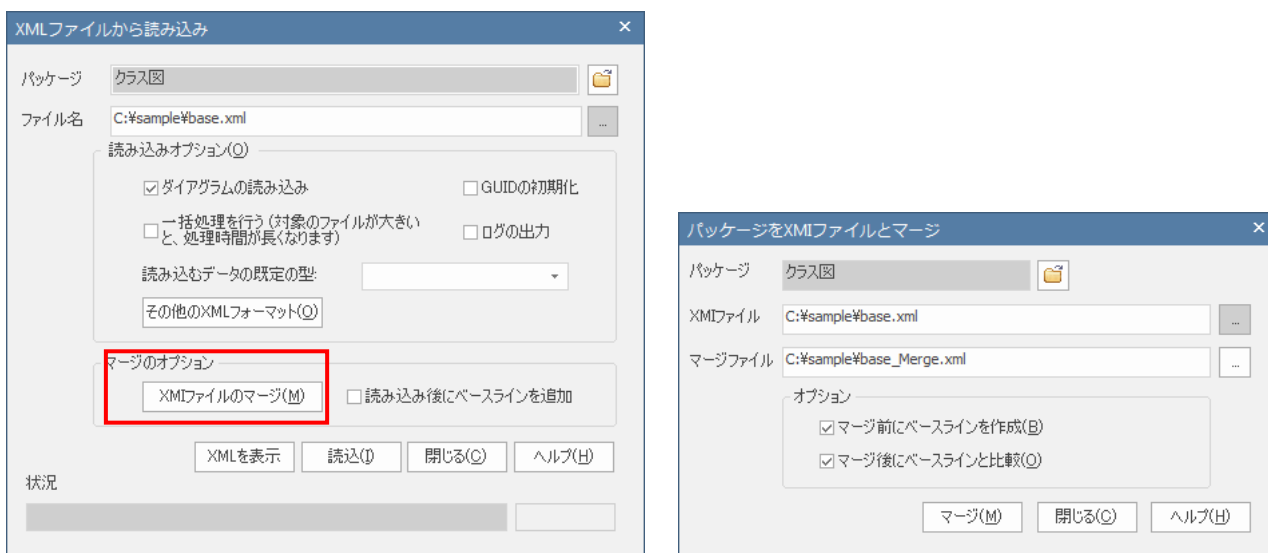 XMLファイルから読み込み
パッケージ クラス図
ファイル名 C:¥sample¥base.xml
...
読み込みオプション(O)
ダイアグラムの読み込み GUIDの初期化
一括処理を行う (対象のファイルが大きい
と、処理時間が長くなります) ログの出力
読み込むデータの既定の型:
その他のXMLフォーマット(O)
マージのオプション
XMIファイルのマージ(M) 読み込み後にベースラインを追加
XMLを表示 読込(I) 閉じる(C) ヘルプ(H)
状況
パッケージをXMIファイルとマージ
パッケージ クラス図
XMIファイル C:¥sample¥base.xml ...
マージファイル C:¥sample¥base_Merge.xml ...
オプション
マージ前にベースラインを作成(B)
マージ後にベースラインと比較(O)
マージ(M) 閉じる(C) ヘルプ(H)